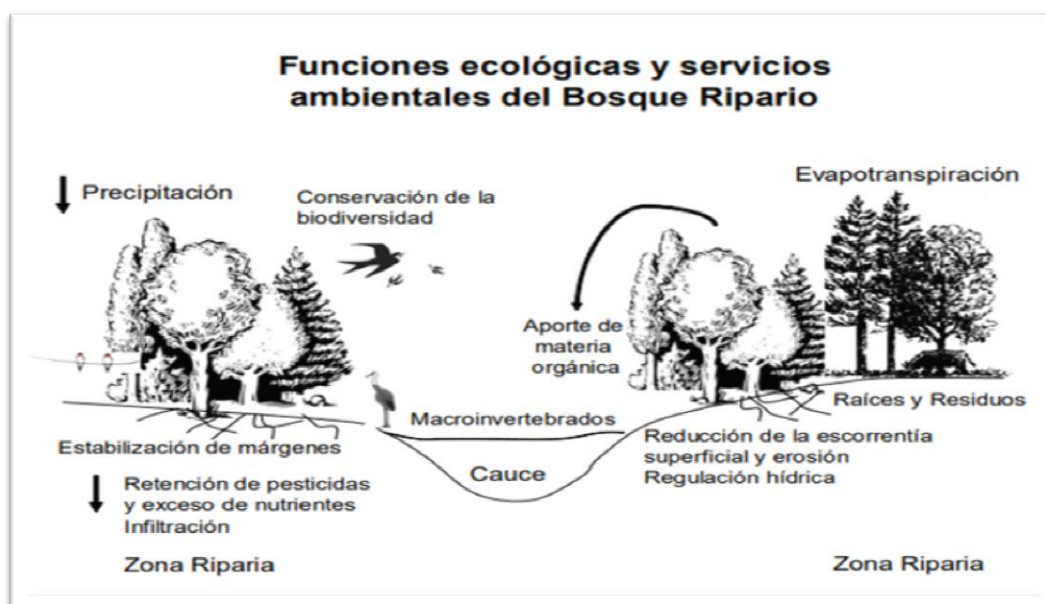 Funciones ecológicas y servicios
ambientales del Bosque Ripario
Precipitación
Conservación de la
biodiversidad
Evapotranspiración
Aporte de
materia
orgánica
Macroinvertebrados
Raíces y Residuos
Estabilización de márgenes
Cauce
Reducción de la escorrentía
superficial y erosión
Regulación hídrica
Retención de pesticidas
y exceso de nutrientes
Infiltración
Zona Riparia
Zona Riparia